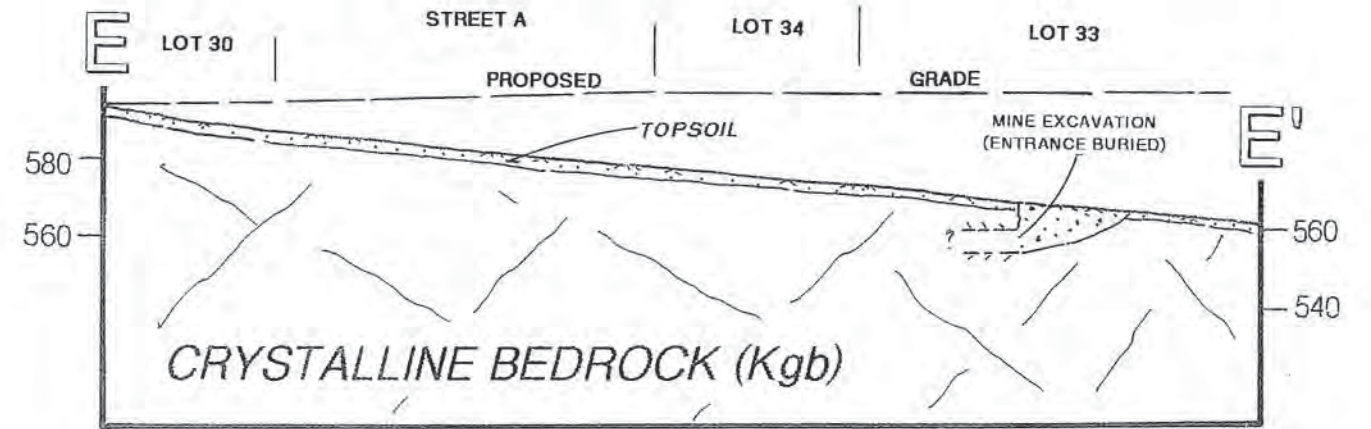 E
LOT 30
STREET A
LOT 34
LOT 33
PROPOSED GRADE
E'
TOPSOIL
MINE EXCAVATION
(ENTRANCE BURIED)
580
560
?
560
540
CRYSTALLINE BEDROCK (Kgb)